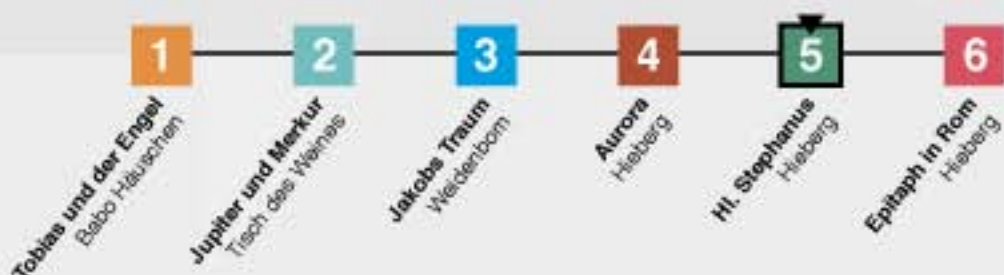 1
Tobias und der Engel
Babo Häuschen
2
Jupiter und Merkur
Tisch des Weines
3
Jakobs Traum
Weidenborn
4
Aurora
Hieberg
5
Hl. Stephanus
Hieberg
6
Epitaph in Rom
Hieberg